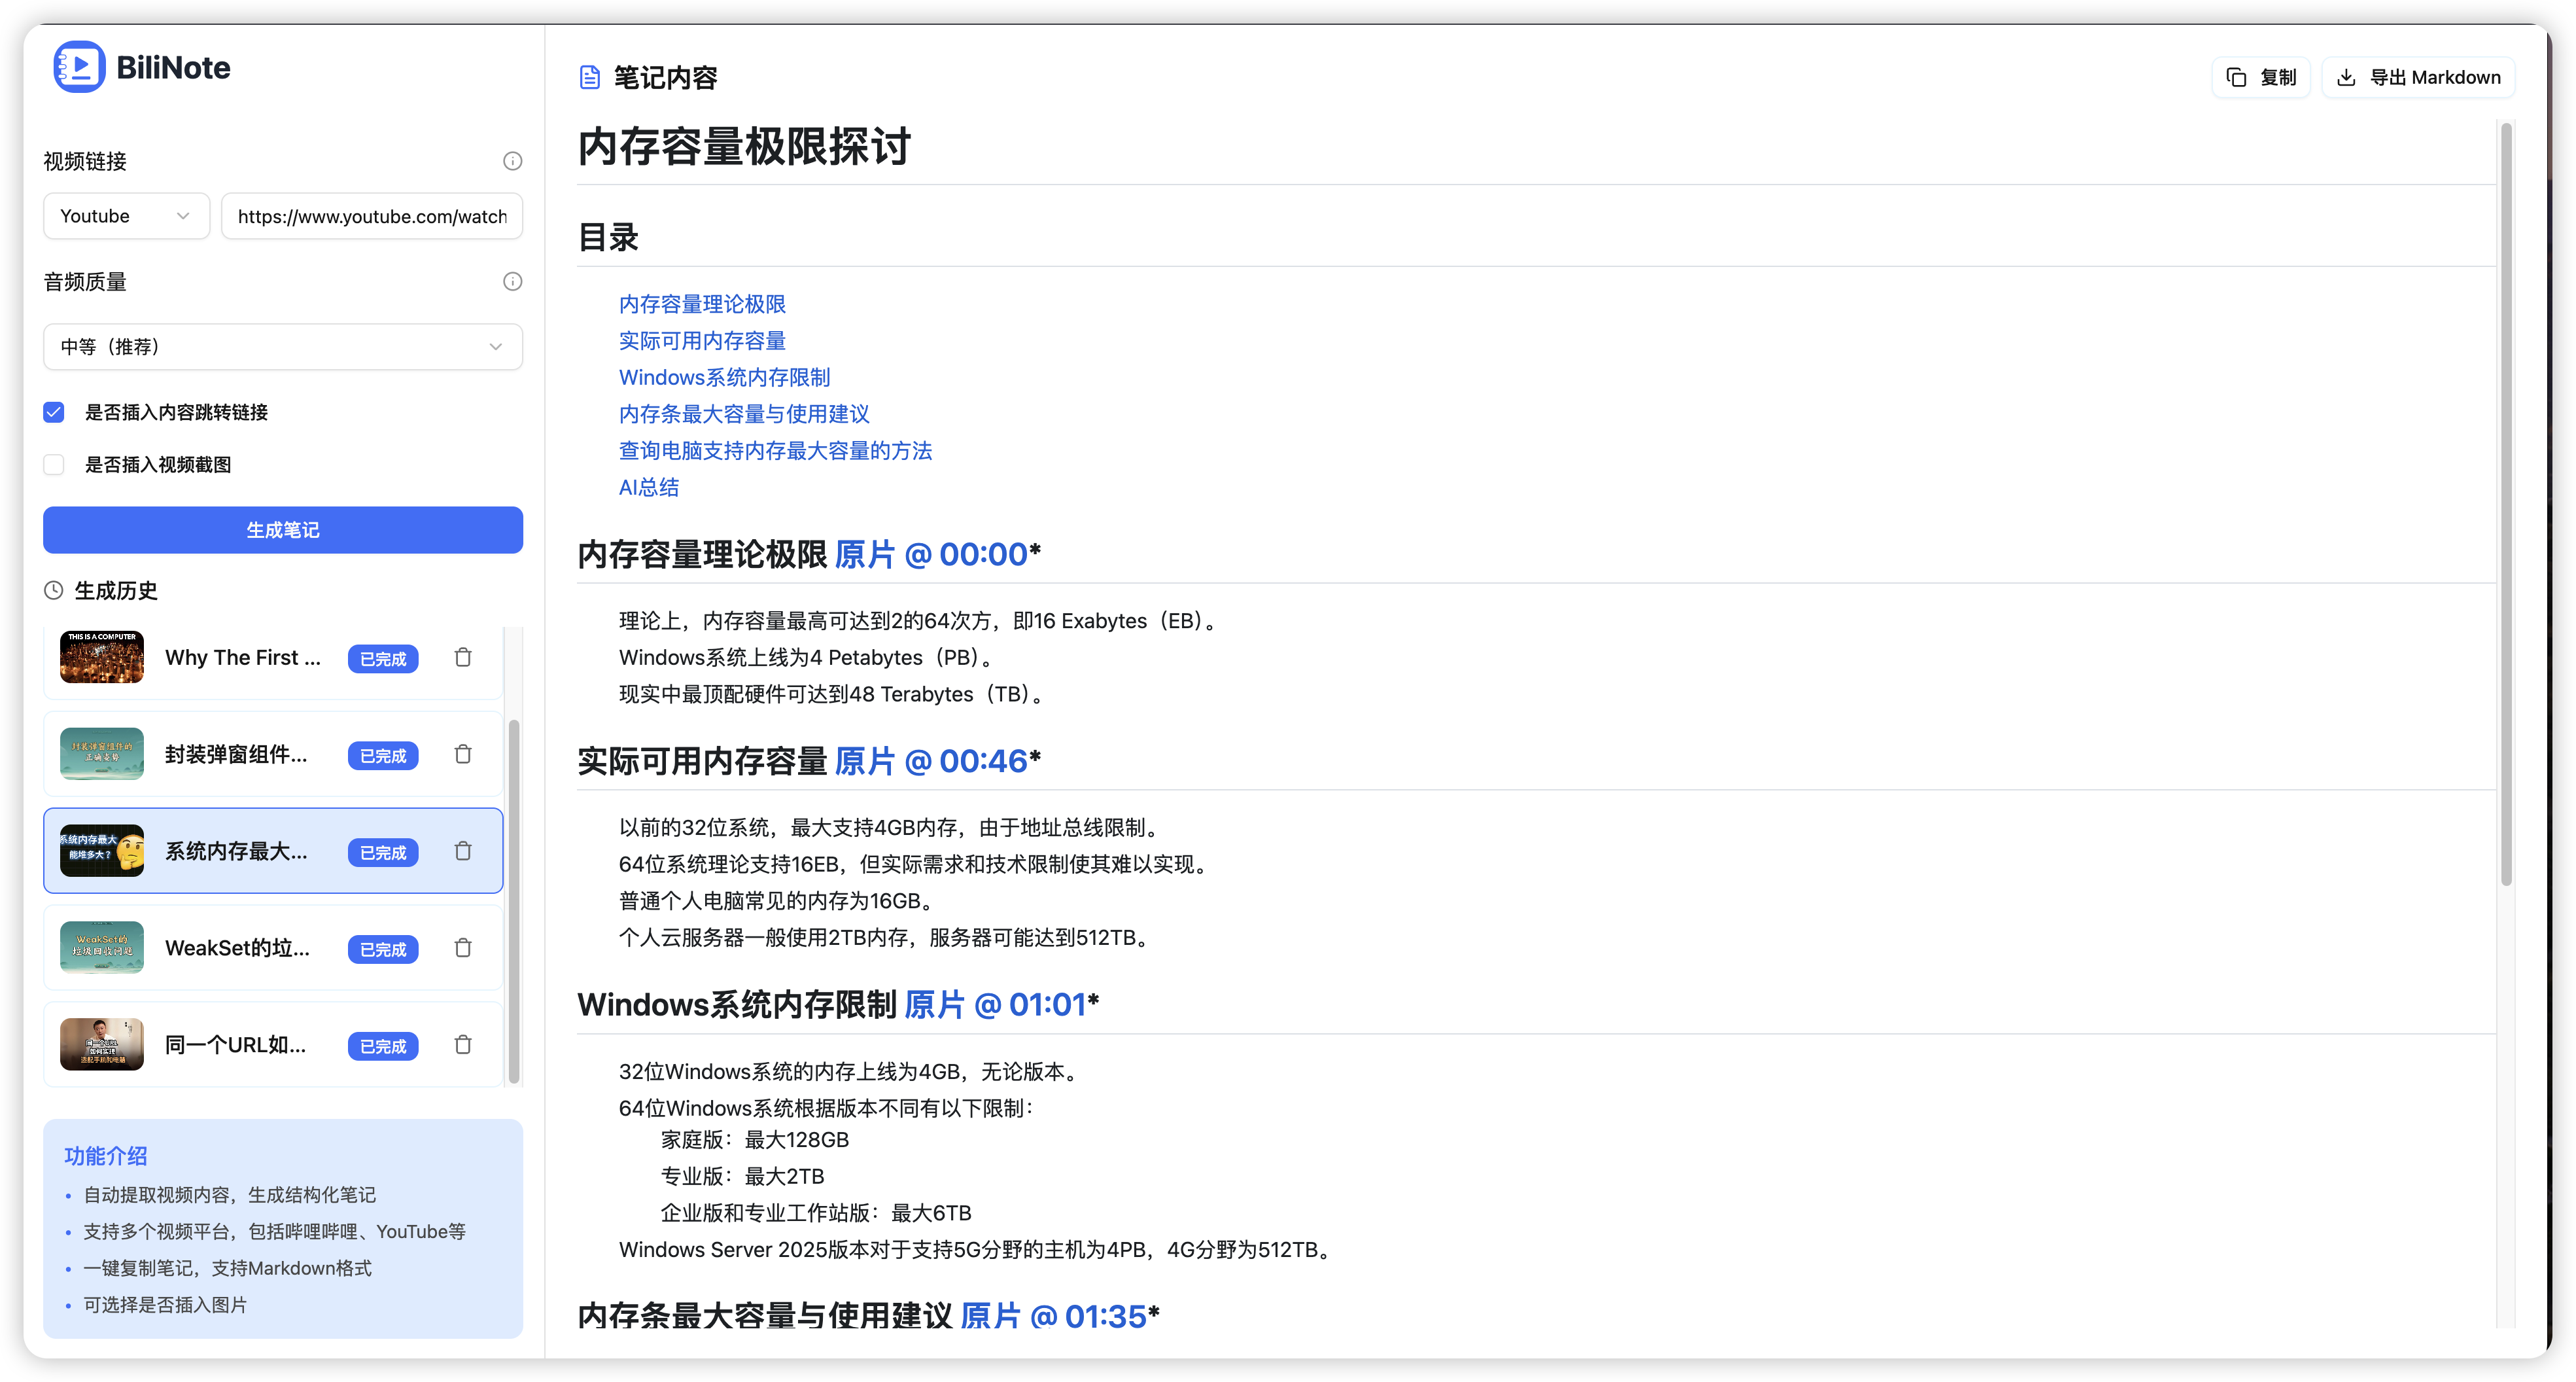 BiliNote
视频链接
Youtube
https://www.youtube.com/watch
音频质量
中等（推荐）
是否插入内容跳转链接
是否插入视频截图
生成笔记
生成历史
THIS IS A COMPUTER
Why The First ...
已完成
封装弹窗组件的
正确姿势
封装弹窗组件...
已完成
系统内存最大
能堆多大？
系统内存最大...
已完成
WeakSet的
垃圾回收问题
WeakSet的垃...
已完成
同一个URL
如何实现
适配手机和电脑
同一个URL如...
已完成
功能介绍
自动提取视频内容，生成结构化笔记
支持多个视频平台，包括哔哩哔哩、YouTube等
一键复制笔记，支持Markdown格式
可选择是否插入图片
笔记内容
复制
导出 Markdown
内存容量极限探讨
目录
内存容量理论极限
实际可用内存容量
Windows系统内存限制
内存条最大容量与使用建议
查询电脑支持内存最大容量的方法
AI总结
内存容量理论极限 原片 @ 00:00*
理论上，内存容量最高可达到2的64次方，即16 Exabytes（EB）。
Windows系统上线为4 Petabytes（PB）。
现实中最顶配硬件可达到48 Terabytes（TB）。
实际可用内存容量 原片 @ 00:46*
以前的32位系统，最大支持4GB内存，由于地址总线限制。
64位系统理论支持16EB，但实际需求和技术限制使其难以实现。
普通个人电脑常见的内存为16GB。
个人云服务器一般使用2TB内存，服务器可能达到512TB。
Windows系统内存限制 原片 @ 01:01*
32位Windows系统的内存上线为4GB，无论版本。
64位Windows系统根据版本不同有以下限制：
家庭版：最大128GB
专业版：最大2TB
企业版和专业工作站版：最大6TB
Windows Server 2025版本对于支持5G分野的主机为4PB，4G分野为512TB。
内存条最大容量与使用建议 原片 @ 01:35*